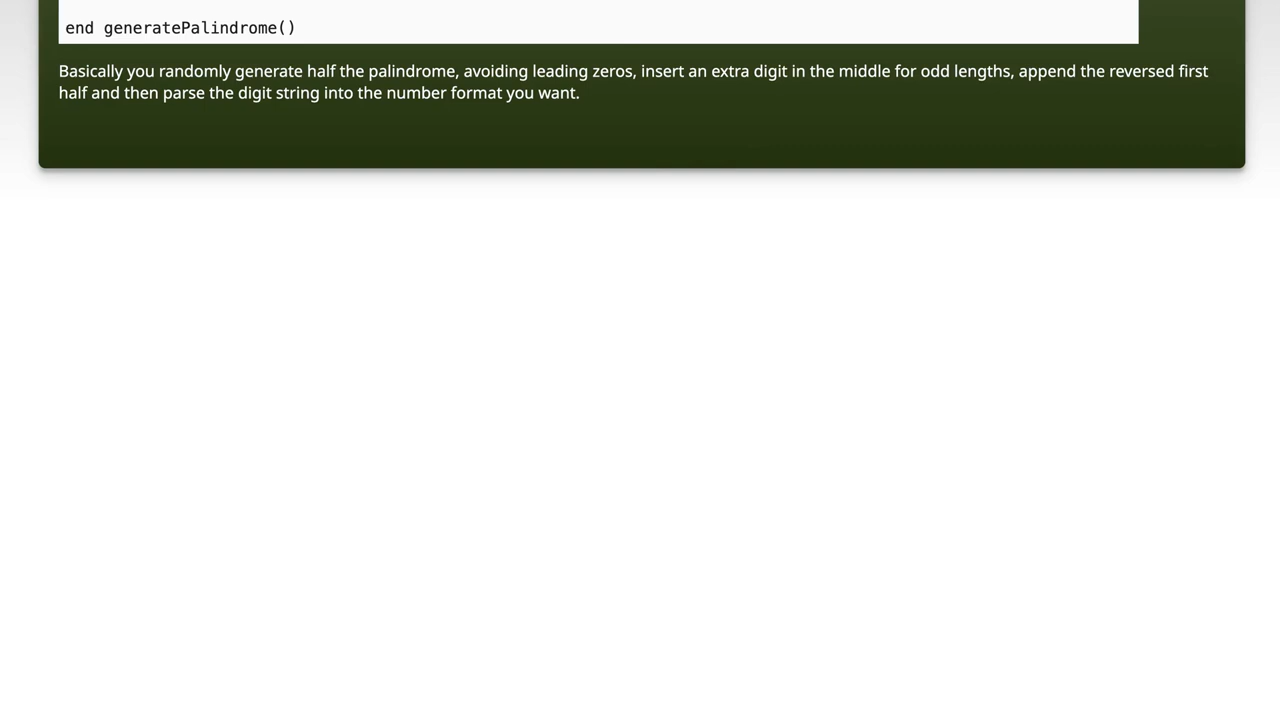 end generatePalindrome()
Basically you randomly generate half the palindrome, avoiding leading zeros, insert an extra digit in the middle for odd lengths, append the reversed first
half and then parse the digit string into the number format you want.